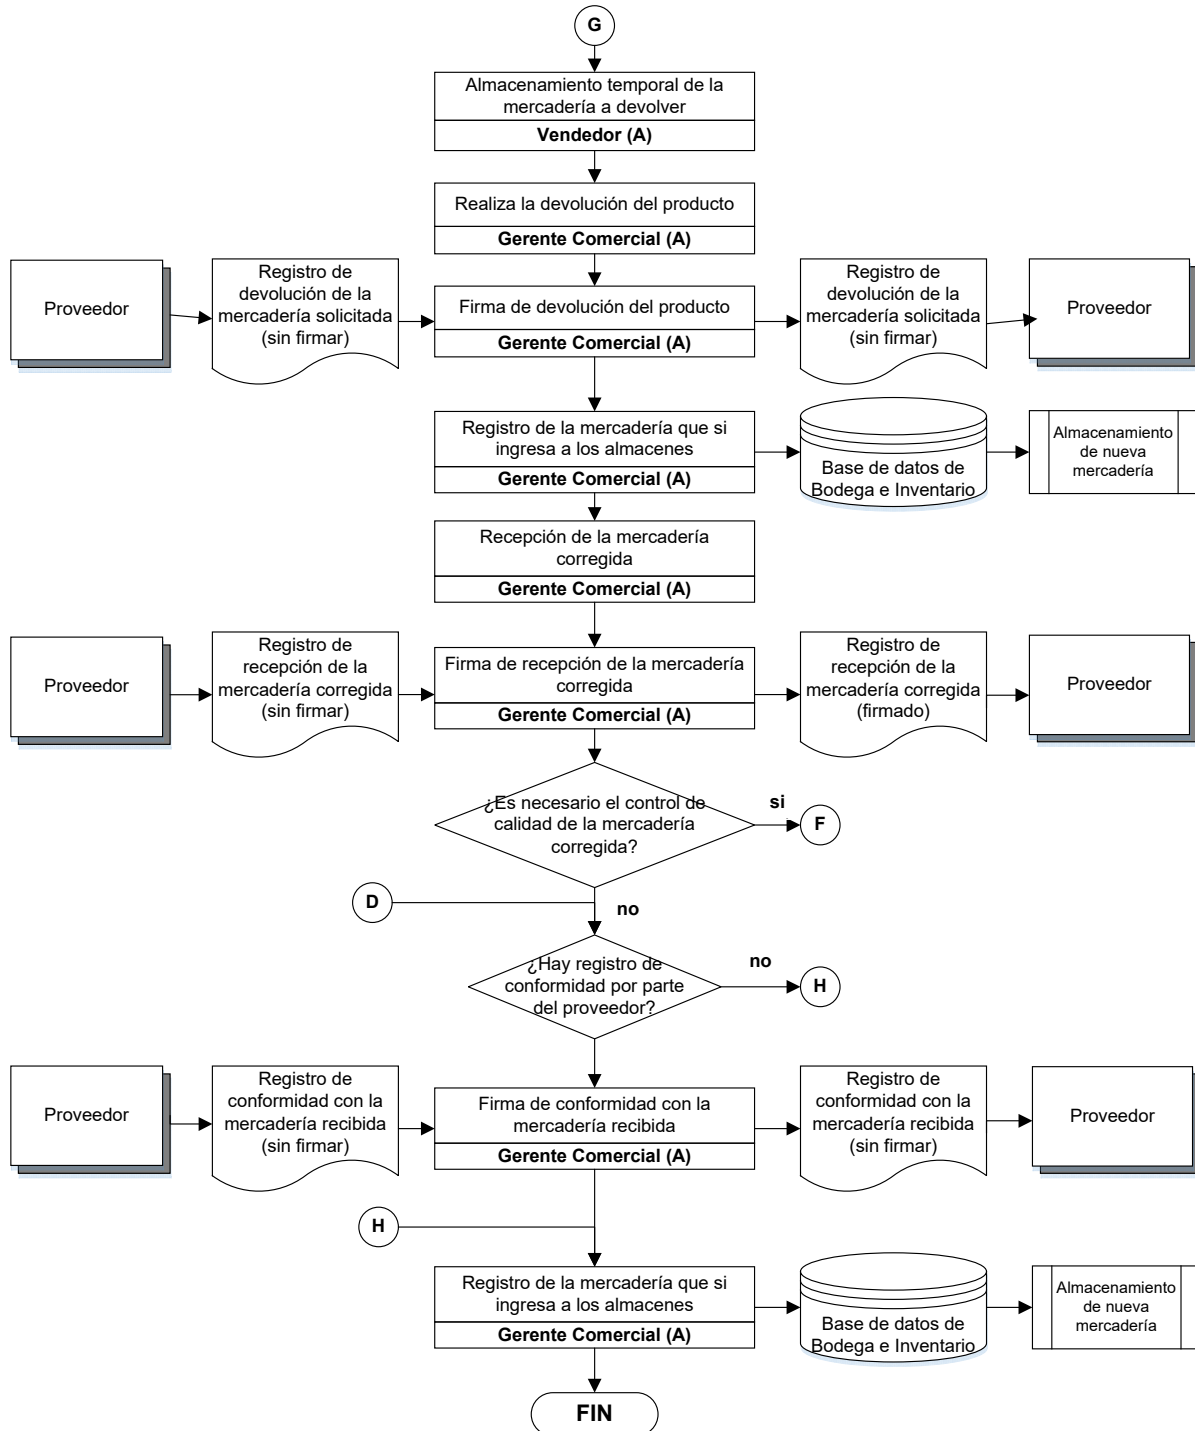 G
Almacenamiento temporal de la
mercadería a devolver
Vendedor (A)
Realiza la devolución del producto
Gerente Comercial (A)
Proveedor
Registro de
devolución de la
mercadería solicitada
(sin firmar)
Firma de devolución del producto
Gerente Comercial (A)
Registro de
devolución de la
mercadería solicitada
(sin firmar)
Proveedor
Registro de la mercadería que si
ingresa a los almacenes
Gerente Comercial (A)
Base de datos de
Bodega e Inventario
Almacenamiento
de nueva
mercadería
Recepción de la mercadería
corregida
Gerente Comercial (A)
Proveedor
Registro de
recepción de la
mercadería corregida
(sin firmar)
Firma de recepción de la mercadería
corregida
Gerente Comercial (A)
Registro de
recepción de la
mercadería corregida
(firmado)
Proveedor
¿Es necesario el control de
calidad de la mercadería
corregida?
si
F
D
no
¿Hay registro de
conformidad por parte
del proveedor?
no
H
Proveedor
Registro de
conformidad con la
mercadería recibida
(sin firmar)
Firma de conformidad con la
mercadería recibida
Gerente Comercial (A)
Registro de
conformidad con la
mercadería recibida
(sin firmar)
Proveedor
H
Registro de la mercadería que si
ingresa a los almacenes
Gerente Comercial (A)
Base de datos de
Bodega e Inventario
Almacenamiento
de nueva
mercadería
FIN